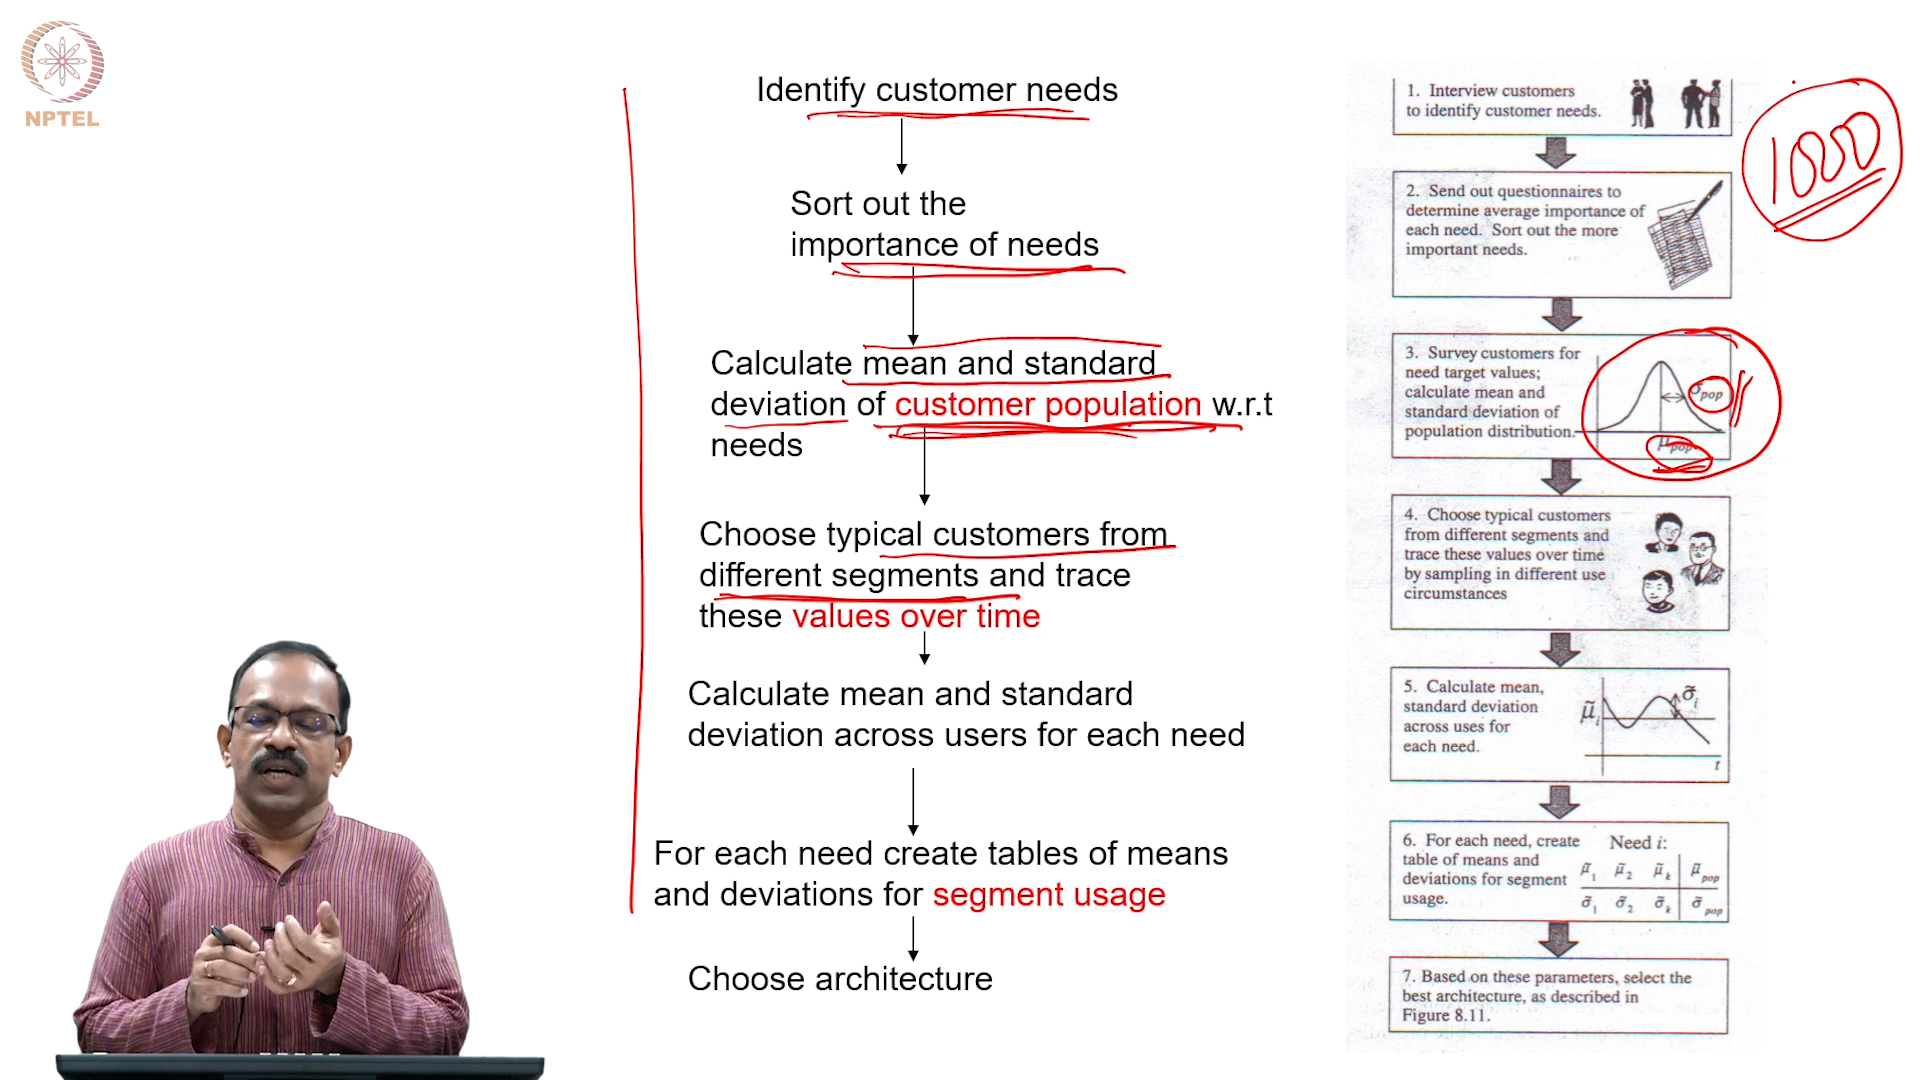 NPTEL
Identify customer needs
Sort out the
importance of needs
Calculate mean and standard
deviation of customer population w.r.t
needs
Choose typical customers from
different segments and trace
these values over time
Calculate mean and standard
deviation across users for each need
For each need create tables of means
and deviations for segment usage
Choose architecture
1. Interview customers
to identify customer needs.
1000
2. Send out questionnaires to
determine average importance of
each need. Sort out the more
important needs.
3. Survey customers for
need target values;
calculate mean and
standard deviation of
population distribution.
σpop
μpop
4. Choose typical customers
from different segments and
trace these values over time
by sampling in different use
circumstances
5. Calculate mean,
standard deviation
across uses for
each need.
μ̃i
σ̃i
t
6. For each need, create
table of means and
deviations for segment
usage.
Need i:
μ̃1 μ̃2 μ̃k μ̃pop
σ̃1 σ̃2 σ̃k σ̃pop
7. Based on these parameters, select the
best architecture, as described in
Figure 8.11.